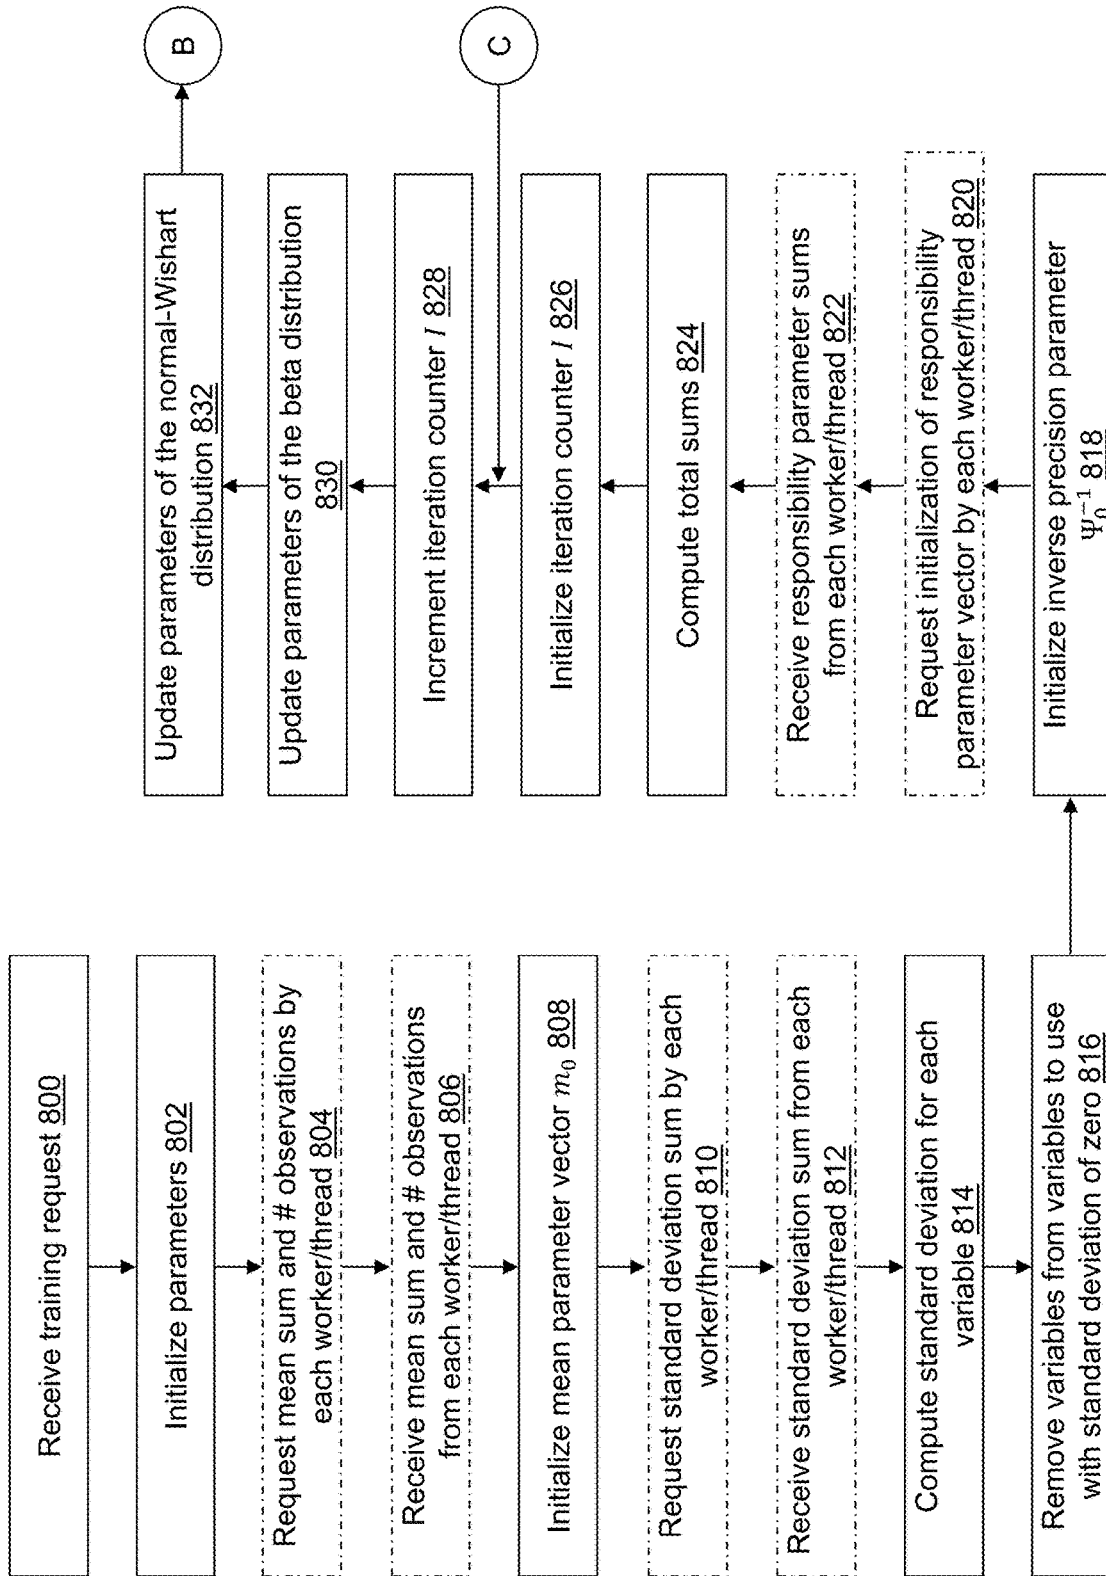 Receive training request 800
Initialize parameters 802
Request mean sum and # observations by
each worker/thread 804
Receive mean sum and # observations
from each worker/thread 806
Initialize mean parameter vector m₀ 808
Request standard deviation sum by each
worker/thread 810
Receive standard deviation sum from each
worker/thread 812
Compute standard deviation for each
variable 814
Remove variables from variables to use
with standard deviation of zero 816
Initialize inverse precision parameter
Ψ₀⁻¹ 818
Request initialization of responsibility
parameter vector by each worker/thread 820
Receive responsibility parameter sums
from each worker/thread 822
Compute total sums 824
Initialize iteration counter I 826
Increment iteration counter I 828
Update parameters of the beta distribution
830
Update parameters of the normal-Wishart
distribution 832
B
C